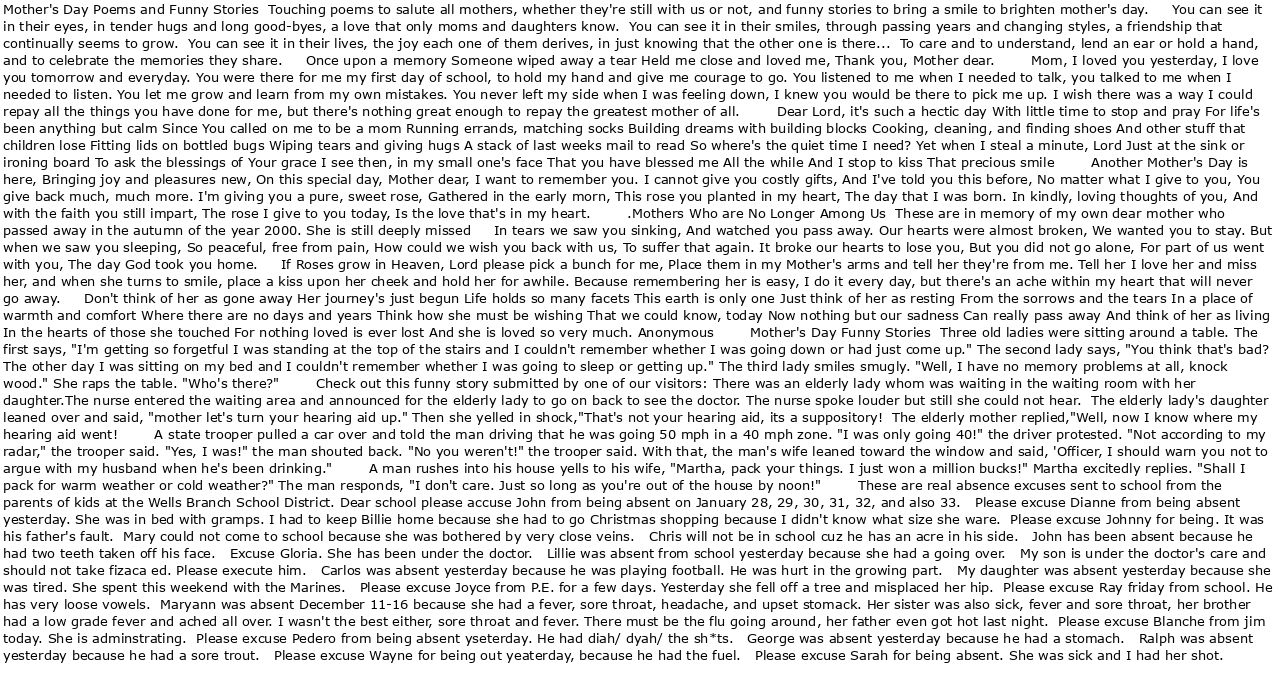 Mother's Day Poems and Funny Stories  Touching poems to salute all mothers, whether they're still with us or not, and funny stories to bring a smile to brighten mother's day.      You can see it
in their eyes, in tender hugs and long good-byes, a love that only moms and daughters know.  You can see it in their smiles, through passing years and changing styles, a friendship that
continually seems to grow.  You can see it in their lives, the joy each one of them derives, in just knowing that the other one is there...  To care and to understand, lend an ear or hold a hand,
and to celebrate the memories they share.      Once upon a memory Someone wiped away a tear Held me close and loved me, Thank you, Mother dear.         Mom, I loved you yesterday, I love
you tomorrow and everyday. You were there for me my first day of school, to hold my hand and give me courage to go. You listened to me when I needed to talk, you talked to me when I
needed to listen. You let me grow and learn from my own mistakes. You never left my side when I was feeling down, I knew you would be there to pick me up. I wish there was a way I could
repay all the things you have done for me, but there's nothing great enough to repay the greatest mother of all.         Dear Lord, it's such a hectic day With little time to stop and pray For life's
been anything but calm Since You called on me to be a mom Running errands, matching socks Building dreams with building blocks Cooking, cleaning, and finding shoes And other stuff that
children lose Fitting lids on bottled bugs Wiping tears and giving hugs A stack of last weeks mail to read So where's the quiet time I need? Yet when I steal a minute, Lord Just at the sink or
ironing board To ask the blessings of Your grace I see then, in my small one's face That you have blessed me All the while And I stop to kiss That precious smile         Another Mother's Day is
here, Bringing joy and pleasures new, On this special day, Mother dear, I want to remember you. I cannot give you costly gifts, And I've told you this before, No matter what I give to you, You
give back much, much more. I'm giving you a pure, sweet rose, Gathered in the early morn, This rose you planted in my heart, The day that I was born. In kindly, loving thoughts of you, And
with the faith you still impart, The rose I give to you today, Is the love that's in my heart.         .Mothers Who are No Longer Among Us  These are in memory of my own dear mother who
passed away in the autumn of the year 2000. She is still deeply missed      In tears we saw you sinking, And watched you pass away. Our hearts were almost broken, We wanted you to stay. But
when we saw you sleeping, So peaceful, free from pain, How could we wish you back with us, To suffer that again. It broke our hearts to lose you, But you did not go alone, For part of us went
with you, The day God took you home.      If Roses grow in Heaven, Lord please pick a bunch for me, Place them in my Mother's arms and tell her they're from me. Tell her I love her and miss
her, and when she turns to smile, place a kiss upon her cheek and hold her for awhile. Because remembering her is easy, I do it every day, but there's an ache within my heart that will never
go away.      Don't think of her as gone away Her journey's just begun Life holds so many facets This earth is only one Just think of her as resting From the sorrows and the tears In a place of
warmth and comfort Where there are no days and years Think how she must be wishing That we could know, today Now nothing but our sadness Can really pass away And think of her as living
In the hearts of those she touched For nothing loved is ever lost And she is loved so very much. Anonymous         Mother's Day Funny Stories  Three old ladies were sitting around a table. The
first says, "I'm getting so forgetful I was standing at the top of the stairs and I couldn't remember whether I was going down or had just come up." The second lady says, "You think that's bad?
The other day I was sitting on my bed and I couldn't remember whether I was going to sleep or getting up." The third lady smiles smugly. "Well, I have no memory problems at all, knock
wood." She raps the table. "Who's there?"         Check out this funny story submitted by one of our visitors: There was an elderly lady whom was waiting in the waiting room with her
daughter.The nurse entered the waiting area and announced for the elderly lady to go on back to see the doctor. The nurse spoke louder but still she could not hear.  The elderly lady's daughter
leaned over and said, "mother let's turn your hearing aid up." Then she yelled in shock,"That's not your hearing aid, its a suppository!  The elderly mother replied,"Well, now I know where my
hearing aid went!         A state trooper pulled a car over and told the man driving that he was going 50 mph in a 40 mph zone. "I was only going 40!" the driver protested. "Not according to my
radar," the trooper said. "Yes, I was!" the man shouted back. "No you weren't!" the trooper said. With that, the man's wife leaned toward the window and said, 'Officer, I should warn you not to
argue with my husband when he's been drinking."         A man rushes into his house yells to his wife, "Martha, pack your things. I just won a million bucks!" Martha excitedly replies. "Shall I
pack for warm weather or cold weather?" The man responds, "I don't care. Just so long as you're out of the house by noon!"         These are real absence excuses sent to school from the
parents of kids at the Wells Branch School District. Dear school please accuse John from being absent on January 28, 29, 30, 31, 32, and also 33.   Please excuse Dianne from being absent
yesterday. She was in bed with gramps. I had to keep Billie home because she had to go Christmas shopping because I didn't know what size she ware.  Please excuse Johnny for being. It was
his father's fault.  Mary could not come to school because she was bothered by very close veins.   Chris will not be in school cuz he has an acre in his side.   John has been absent because he
had two teeth taken off his face.   Excuse Gloria. She has been under the doctor.   Lillie was absent from school yesterday because she had a going over.   My son is under the doctor's care and
should not take fizaca ed. Please execute him.   Carlos was absent yesterday because he was playing football. He was hurt in the growing part.   My daughter was absent yesterday because she
was tired. She spent this weekend with the Marines.   Please excuse Joyce from P.E. for a few days. Yesterday she fell off a tree and misplaced her hip.  Please excuse Ray friday from school. He
has very loose vowels.  Maryann was absent December 11-16 because she had a fever, sore throat, headache, and upset stomack. Her sister was also sick, fever and sore throat, her brother
had a low grade fever and ached all over. I wasn't the best either, sore throat and fever. There must be the flu going around, her father even got hot last night.  Please excuse Blanche from jim
today. She is adminstrating.  Please excuse Pedero from being absent yseterday. He had diah/ dyah/ the sh*ts.   George was absent yesterday because he had a stomach.   Ralph was absent
yesterday because he had a sore trout.   Please excuse Wayne for being out yeaterday, because he had the fuel.   Please excuse Sarah for being absent. She was sick and I had her shot.